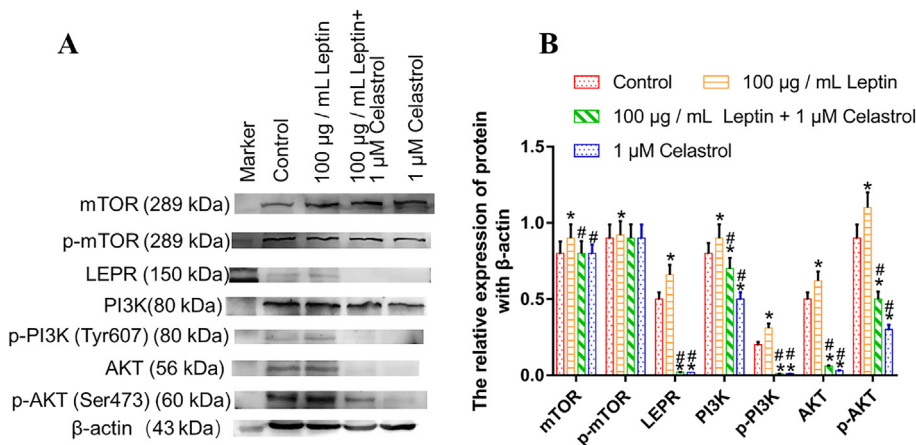 A
Marker
Control
100 μg / mL Leptin
100 μg / mL Leptin+
1 μM Celastrol
1 μM Celastrol
mTOR (289 kDa)
p-mTOR (289 kDa)
LEPR (150 kDa)
PI3K(80 kDa)
p-PI3K (Tyr607) (80 kDa)
AKT (56 kDa)
p-AKT (Ser473) (60 kDa)
β-actin （43 kDa)
B
Control
100 μg / mL Leptin
100 μg / mL Leptin + 1 μM Celastrol
1 μM Celastrol
The relative expression of protein
with β-actin
1.5
1.0
0.5
0.0
* # #
*
* # * # *
* # * # *
* # * # *
* # * # *
* # * # *
mTOR
p-mTOR
LEPR
PI3K
p-PI3K
AKT
p-AKT